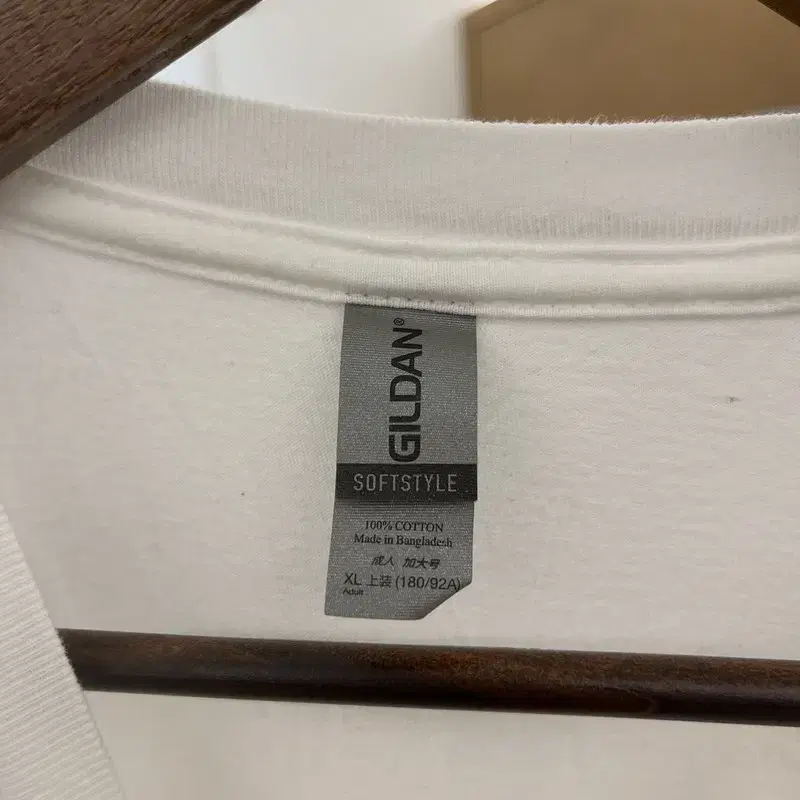 GILDAN®
SOFTSTYLE
100% COTTON
Made in Bangladesh
成人 加大号
XL 上装 (180/92A)
Adult